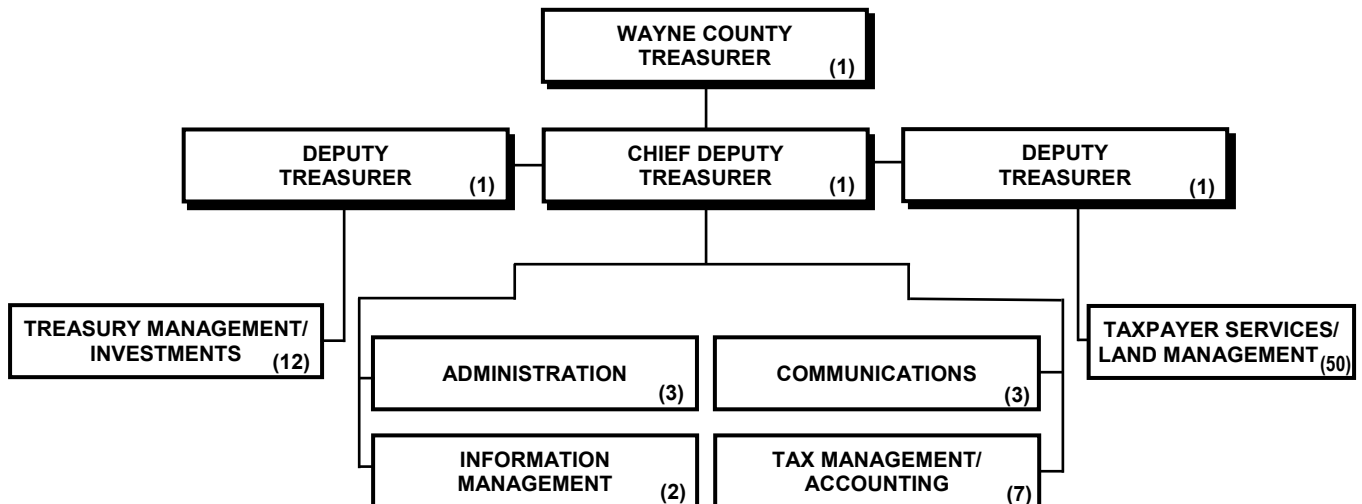 WAYNE COUNTY
TREASURER
(1)
DEPUTY
TREASURER
(1)
CHIEF DEPUTY
TREASURER
(1)
DEPUTY
TREASURER
(1)
TREASURY MANAGEMENT/
INVESTMENTS
(12)
ADMINISTRATION
(3)
COMMUNICATIONS
(3)
TAXPAYER SERVICES/
LAND MANAGEMENT
(50)
INFORMATION
MANAGEMENT
(2)
TAX MANAGEMENT/
ACCOUNTING
(7)